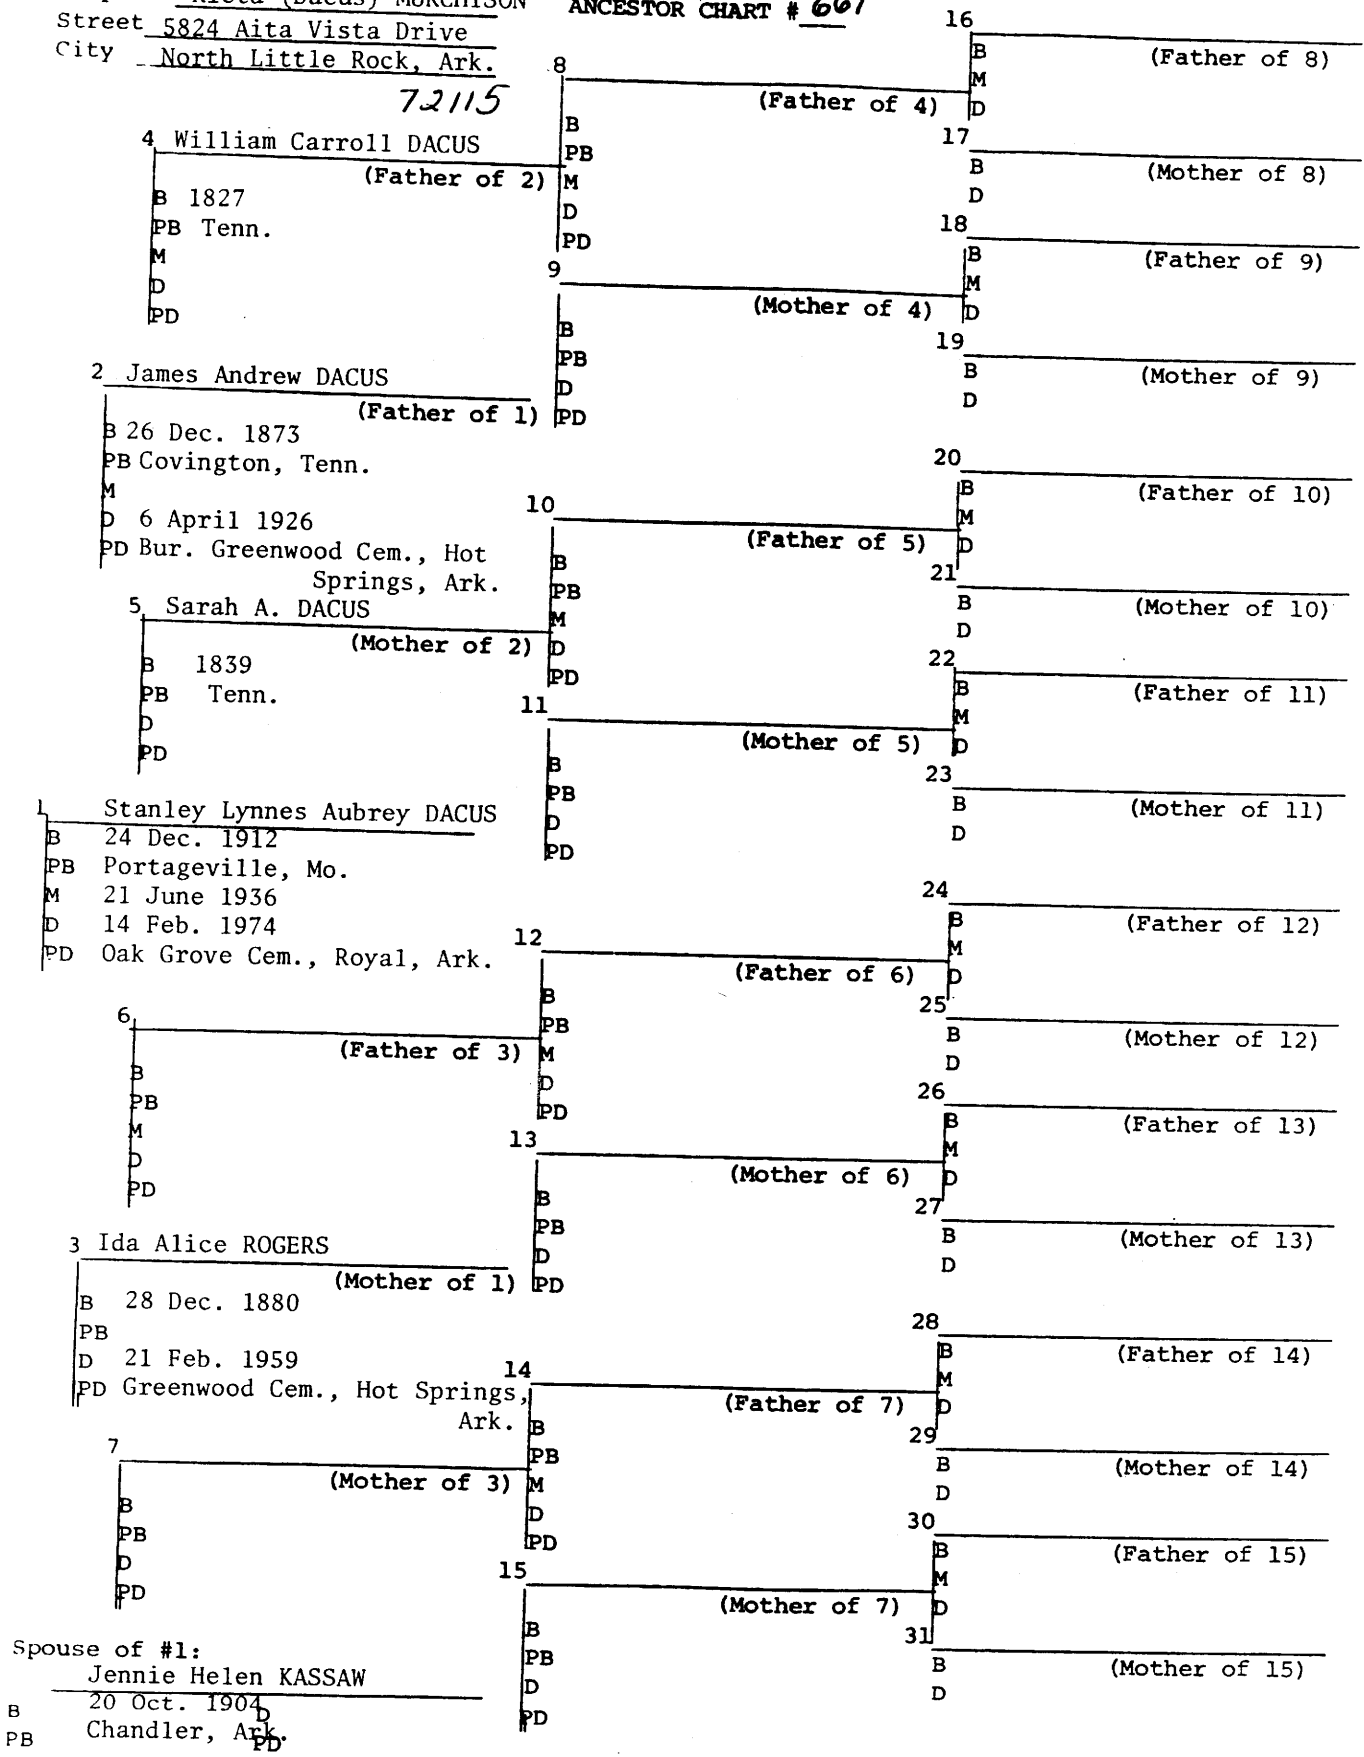 (Dacus) MURCHISON
ANCESTOR CHART # 667
Street 5824 Aita Vista Drive
City North Little Rock, Ark.
72115
4 William Carroll DACUS
(Father of 2)
B 1827
PB Tenn.
M
D
PD
2 James Andrew DACUS
(Father of 1)
B 26 Dec. 1873
PB Covington, Tenn.
M
D 6 April 1926
PD Bur. Greenwood Cem., Hot
Springs, Ark.
5 Sarah A. DACUS
(Mother of 2)
B 1839
PB Tenn.
D
PD
1 Stanley Lynnes Aubrey DACUS
B 24 Dec. 1912
PB Portageville, Mo.
M 21 June 1936
D 14 Feb. 1974
PD Oak Grove Cem., Royal, Ark.
6
(Father of 3)
B
PB
M
D
PD
3 Ida Alice ROGERS
(Mother of 1)
B 28 Dec. 1880
PB
D 21 Feb. 1959
PD Greenwood Cem., Hot Springs,
Ark.
7
(Mother of 3)
B
PB
D
PD
Spouse of #1:
Jennie Helen KASSAW
B 20 Oct. 1904 D
PB Chandler, Ark. PD
8
(Father of 4)
B
PB
M
D
PD
9
(Mother of 4)
B
PB
D
PD
10
(Father of 5)
B
PB
M
D
PD
11
(Mother of 5)
B
PB
D
PD
12
(Father of 6)
B
PB
M
D
PD
13
(Mother of 6)
B
PB
D
PD
14
(Father of 7)
B
PB
M
D
PD
15
(Mother of 7)
B
PB
D
PD
16
(Father of 8)
B
M
D
17
(Mother of 8)
B
D
18
(Father of 9)
B
M
D
19
(Mother of 9)
B
D
20
(Father of 10)
B
M
D
21
(Mother of 10)
B
D
22
(Father of 11)
B
M
D
23
(Mother of 11)
B
D
24
(Father of 12)
B
M
D
25
(Mother of 12)
B
D
26
(Father of 13)
B
M
D
27
(Mother of 13)
B
D
28
(Father of 14)
B
M
D
29
(Mother of 14)
B
D
30
(Father of 15)
B
M
D
31
(Mother of 15)
B
D